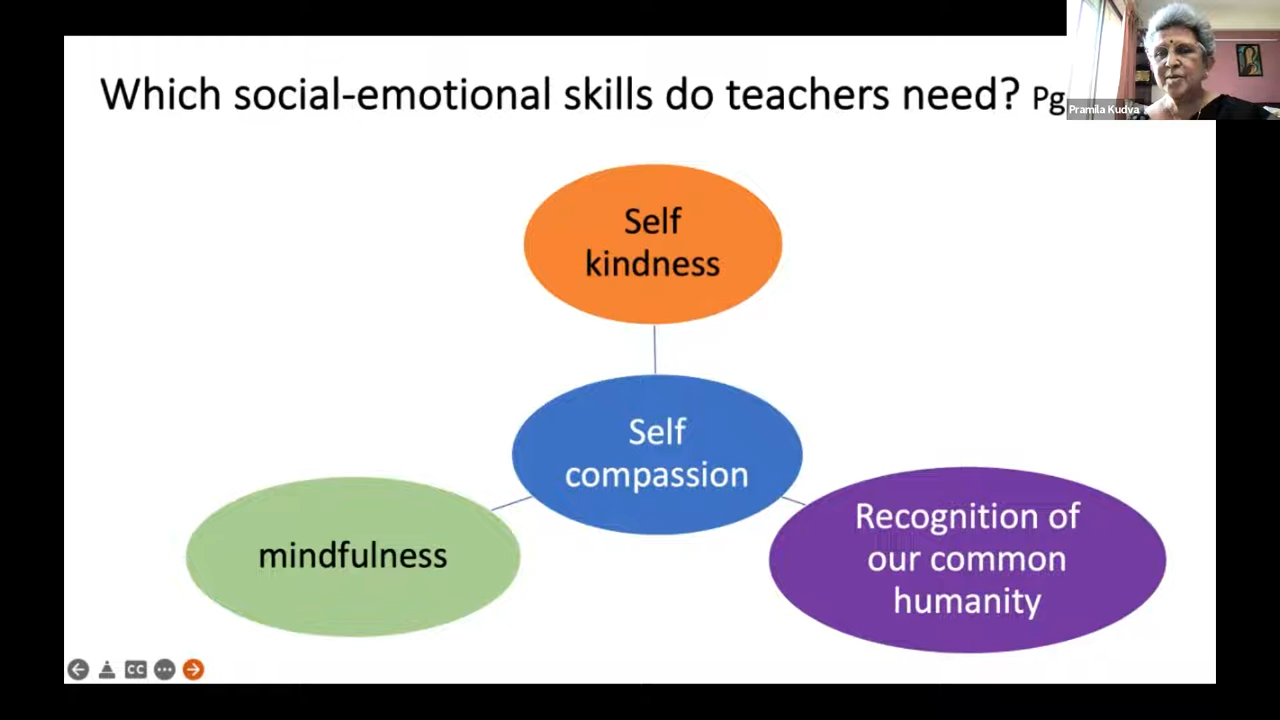 Which social-emotional skills do teachers need? Pg
Pramila Kudva
Self
kindness
Self
compassion
mindfulness
Recognition of
our common
humanity
CC